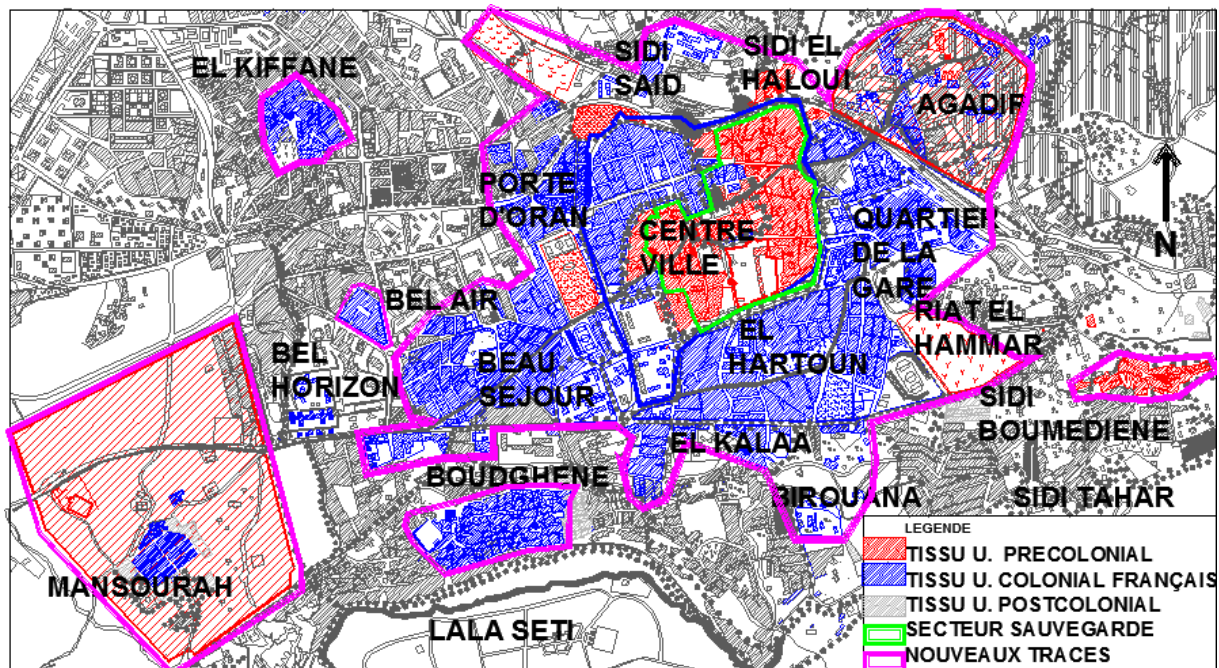 EL KIFFANE
SIDI
SAID
SIDI EL
HALOUI
AGADIR
PORTE
D'ORAN
CENTRE
VILLE
QUARTIER
DE LA
GARE
BEL AIR
BEL
HORIZON
BEAU
SEJOUR
EL
HARTOUN
RIAT EL
HAMMAR
SIDI
BOUMEDIENE
EL KALAA
BOUDGHENE
BIROUANA
SIDI TAHAR
MANSOURAH
LALA SETI
N
LEGENDE
TISSU U. PRECOLONIAL
TISSU U. COLONIAL FRANÇAIS
TISSU U. POSTCOLONIAL
SECTEUR SAUVEGARDE
NOUVEAUX TRACES